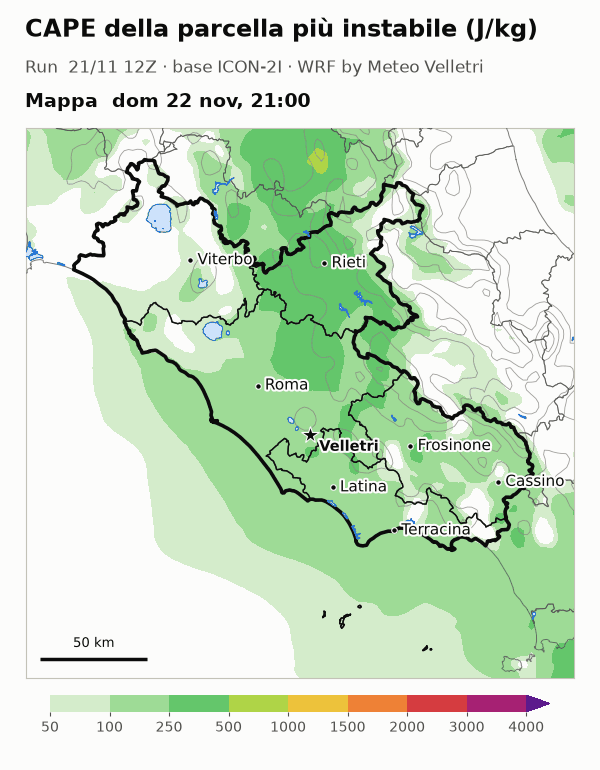 CAPE della parcella più instabile (J/kg)
Run 21/11 12Z · base ICON-2I · WRF by Meteo Velletri
Mappa dom 22 nov, 21:00
Viterbo
Rieti
Roma
Velletri
Frosinone
Latina
Cassino
Terracina
50 km
50 100 250 500 1000 1500 2000 3000 4000